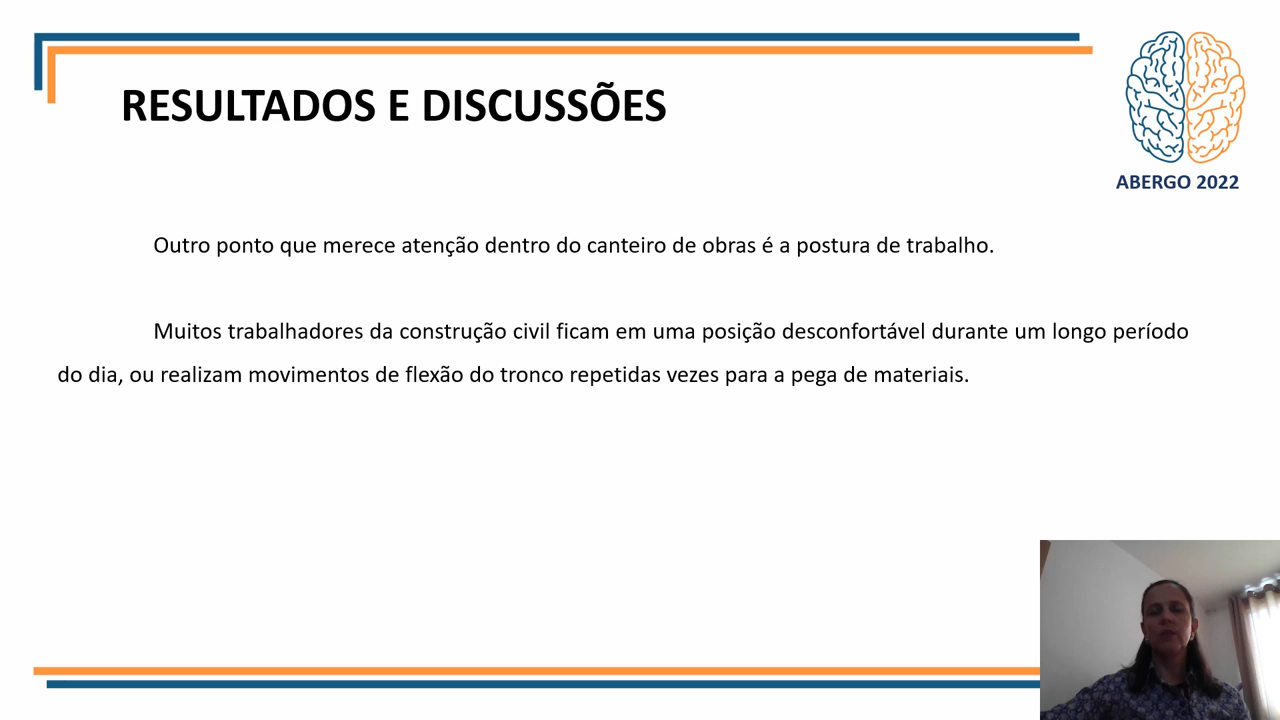 RESULTADOS E DISCUSSÕES
ABERGO 2022
Outro ponto que merece atenção dentro do canteiro de obras é a postura de trabalho.
Muitos trabalhadores da construção civil ficam em uma posição desconfortável durante um longo período
do dia, ou realizam movimentos de flexão do tronco repetidas vezes para a pega de materiais.